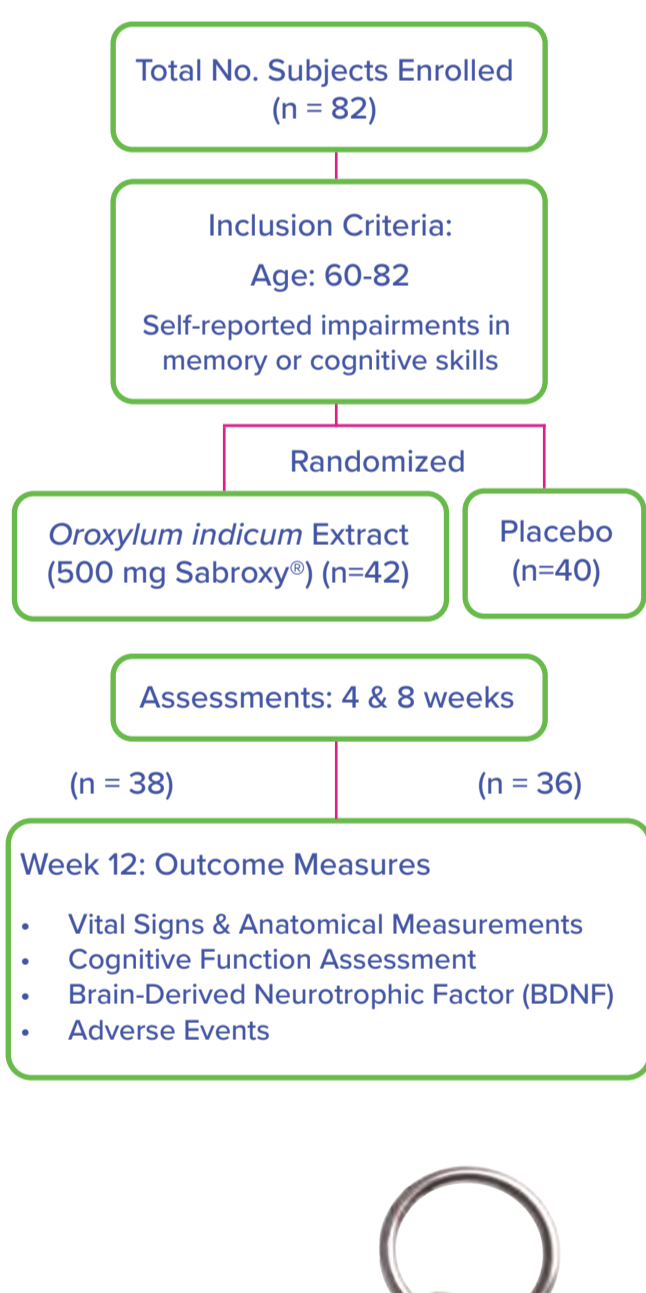 Total No. Subjects Enrolled
(n = 82)
Inclusion Criteria:
Age: 60-82
Self-reported impairments in
memory or cognitive skills
Randomized
Oroxylum indicum Extract
(500 mg Sabroxy®) (n=42)
Placebo
(n=40)
Assessments: 4 & 8 weeks
(n = 38)
(n = 36)
Week 12: Outcome Measures
• Vital Signs & Anatomical Measurements
• Cognitive Function Assessment
• Brain-Derived Neurotrophic Factor (BDNF)
• Adverse Events